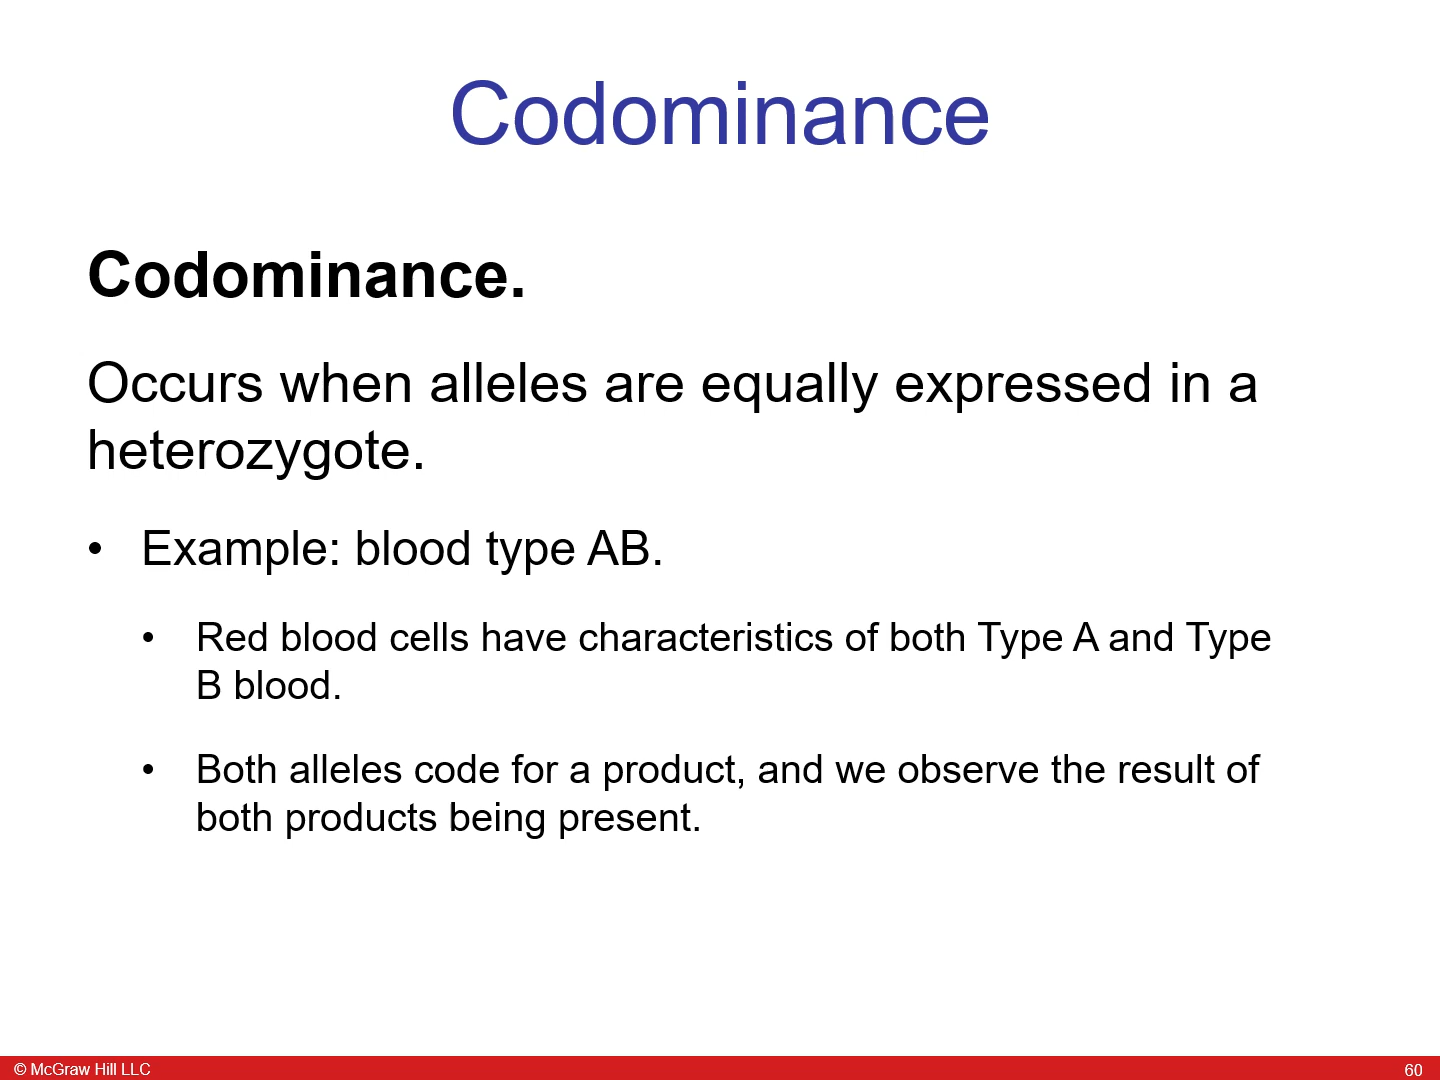 Codominance
Codominance.
Occurs when alleles are equally expressed in a
heterozygote.
• Example: blood type AB.
• Red blood cells have characteristics of both Type A and Type
B blood.
• Both alleles code for a product, and we observe the result of
both products being present.
© McGraw Hill LLC
60